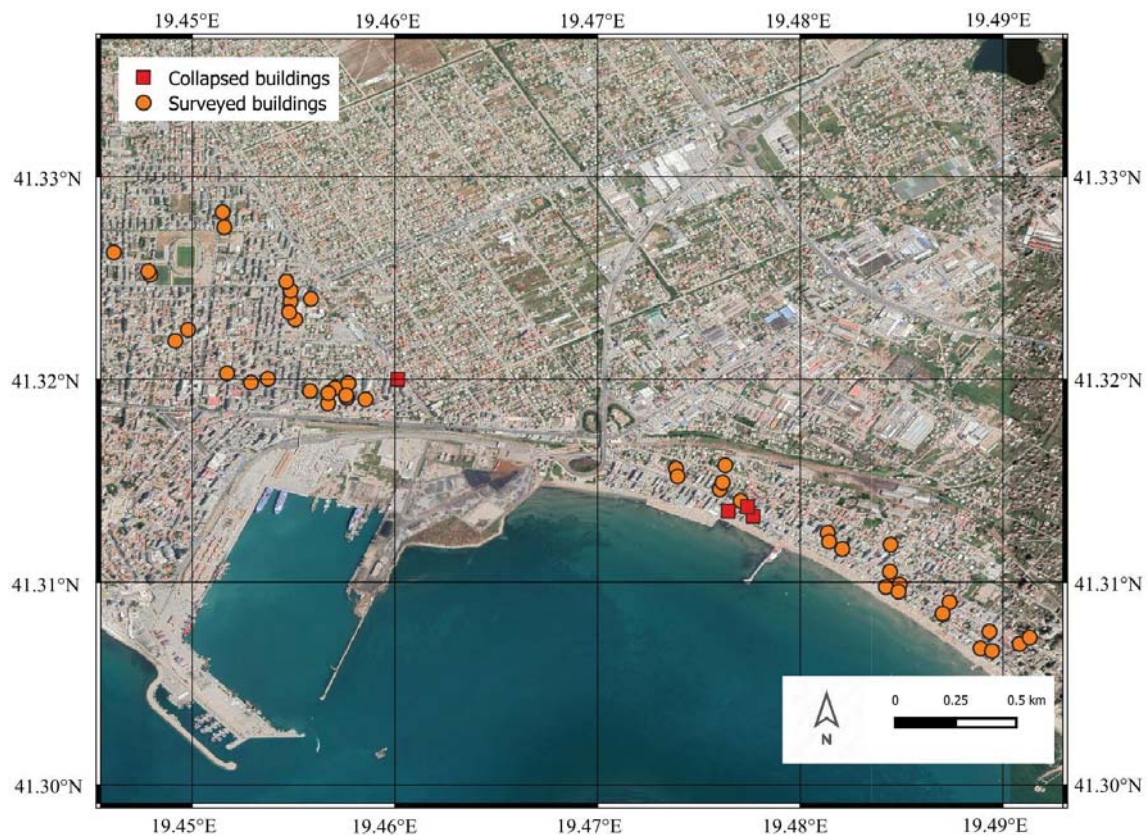 19.45°E 19.46°E 19.47°E 19.48°E 19.49°E
Collapsed buildings
Surveyed buildings
41.33°N 41.33°N
41.32°N 41.32°N
41.31°N 41.31°N
0 0.25 0.5 km
N
41.30°N 41.30°N
19.45°E 19.46°E 19.47°E 19.48°E 19.49°E